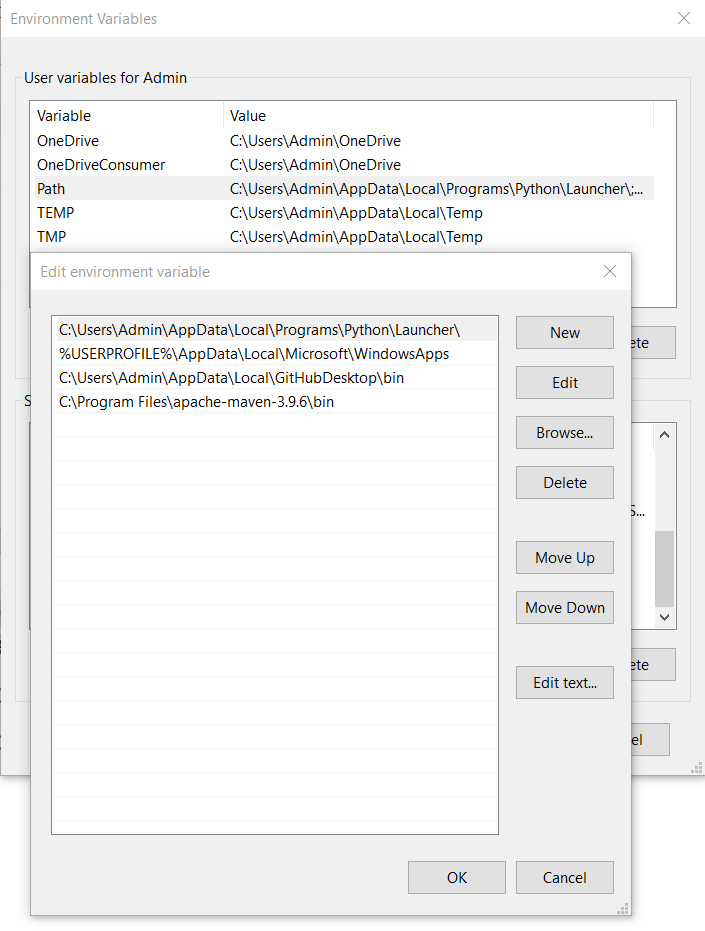 Environment Variables
User variables for Admin
Variable Value
OneDrive C:\Users\Admin\OneDrive
OneDriveConsumer C:\Users\Admin\OneDrive
Path C:\Users\Admin\AppData\Local\Programs\Python\Launcher\;...
TEMP C:\Users\Admin\AppData\Local\Temp
TMP C:\Users\Admin\AppData\Local\Temp
Edit environment variable
C:\Users\Admin\AppData\Local\Programs\Python\Launcher\
%USERPROFILE%\AppData\Local\Microsoft\WindowsApps
C:\Users\Admin\AppData\Local\GitHubDesktop\bin
C:\Program Files\apache-maven-3.9.6\bin
New
Edit
Browse...
Delete
Move Up
Move Down
Edit text...
OK
Cancel